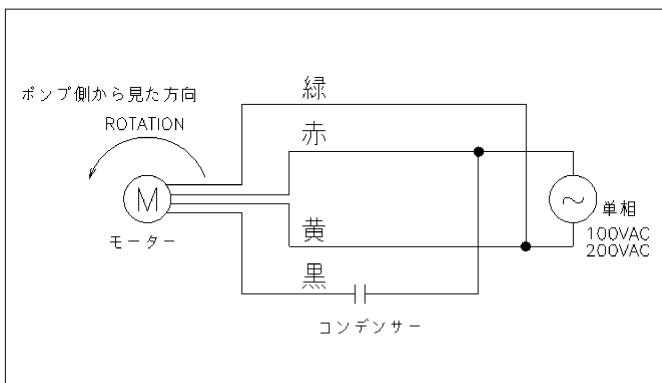 ポンプ側から見た方向
ROTATION
緑
赤
M
モーター
黄
黒
コンデンサー
単相
100VAC
200VAC